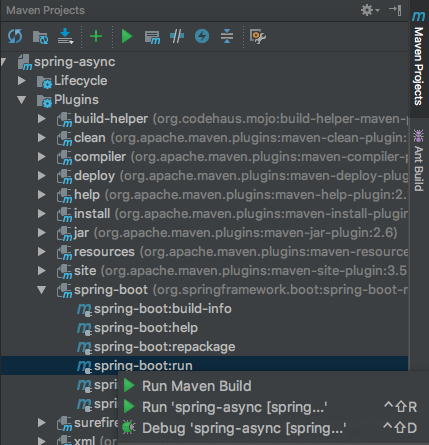 Maven Projects
spring-async
Lifecycle
Plugins
build-helper (org.codehaus.mojo:build-helper-maven-
clean (org.apache.maven.plugins:maven-clean-plugin:
compiler (org.apache.maven.plugins:maven-compiler-p
deploy (org.apache.maven.plugins:maven-deploy-plug
help (org.apache.maven.plugins:maven-help-plugin:2.
install (org.apache.maven.plugins:maven-install-plugin
jar (org.apache.maven.plugins:maven-jar-plugin:2.6)
resources (org.apache.maven.plugins:maven-resource
site (org.apache.maven.plugins:maven-site-plugin:3.5
spring-boot (org.springframework.boot:spring-boot-m
spring-boot:build-info
spring-boot:help
spring-boot:repackage
spring-boot:run
spri
Run Maven Build
spri
Run 'spring-async [spring...' ^⇧R
surefire
Debug 'spring-async [spring...' ^⇧D
xml
Maven Projects
Ant Build